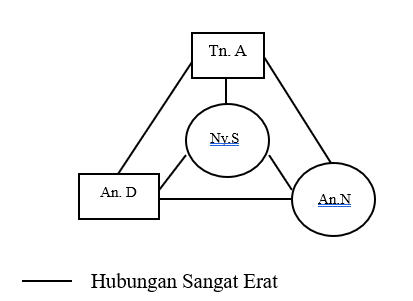 Tn. A
Ny.S
An. D
An.N
Hubungan Sangat Erat